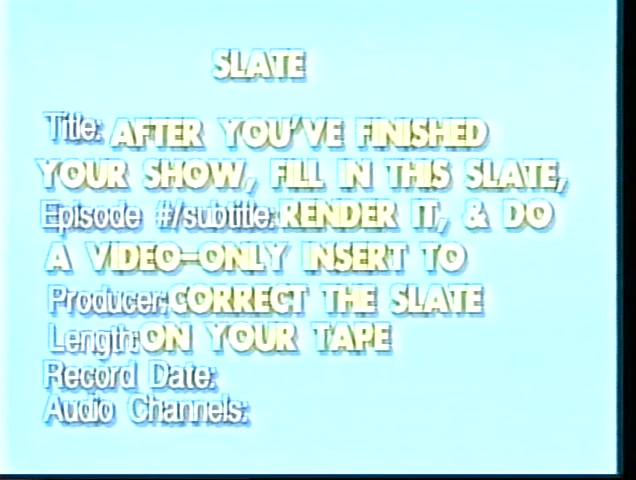 SLATE
Title: AFTER YOU'VE FINISHED
YOUR SHOW, FILL IN THIS SLATE,
Episode #/subtitle: RENDER IT, & DO
A VIDEO-ONLY INSERT TO
Producer: CORRECT THE SLATE
Length: ON YOUR TAPE
Record Date:
Audio Channels: